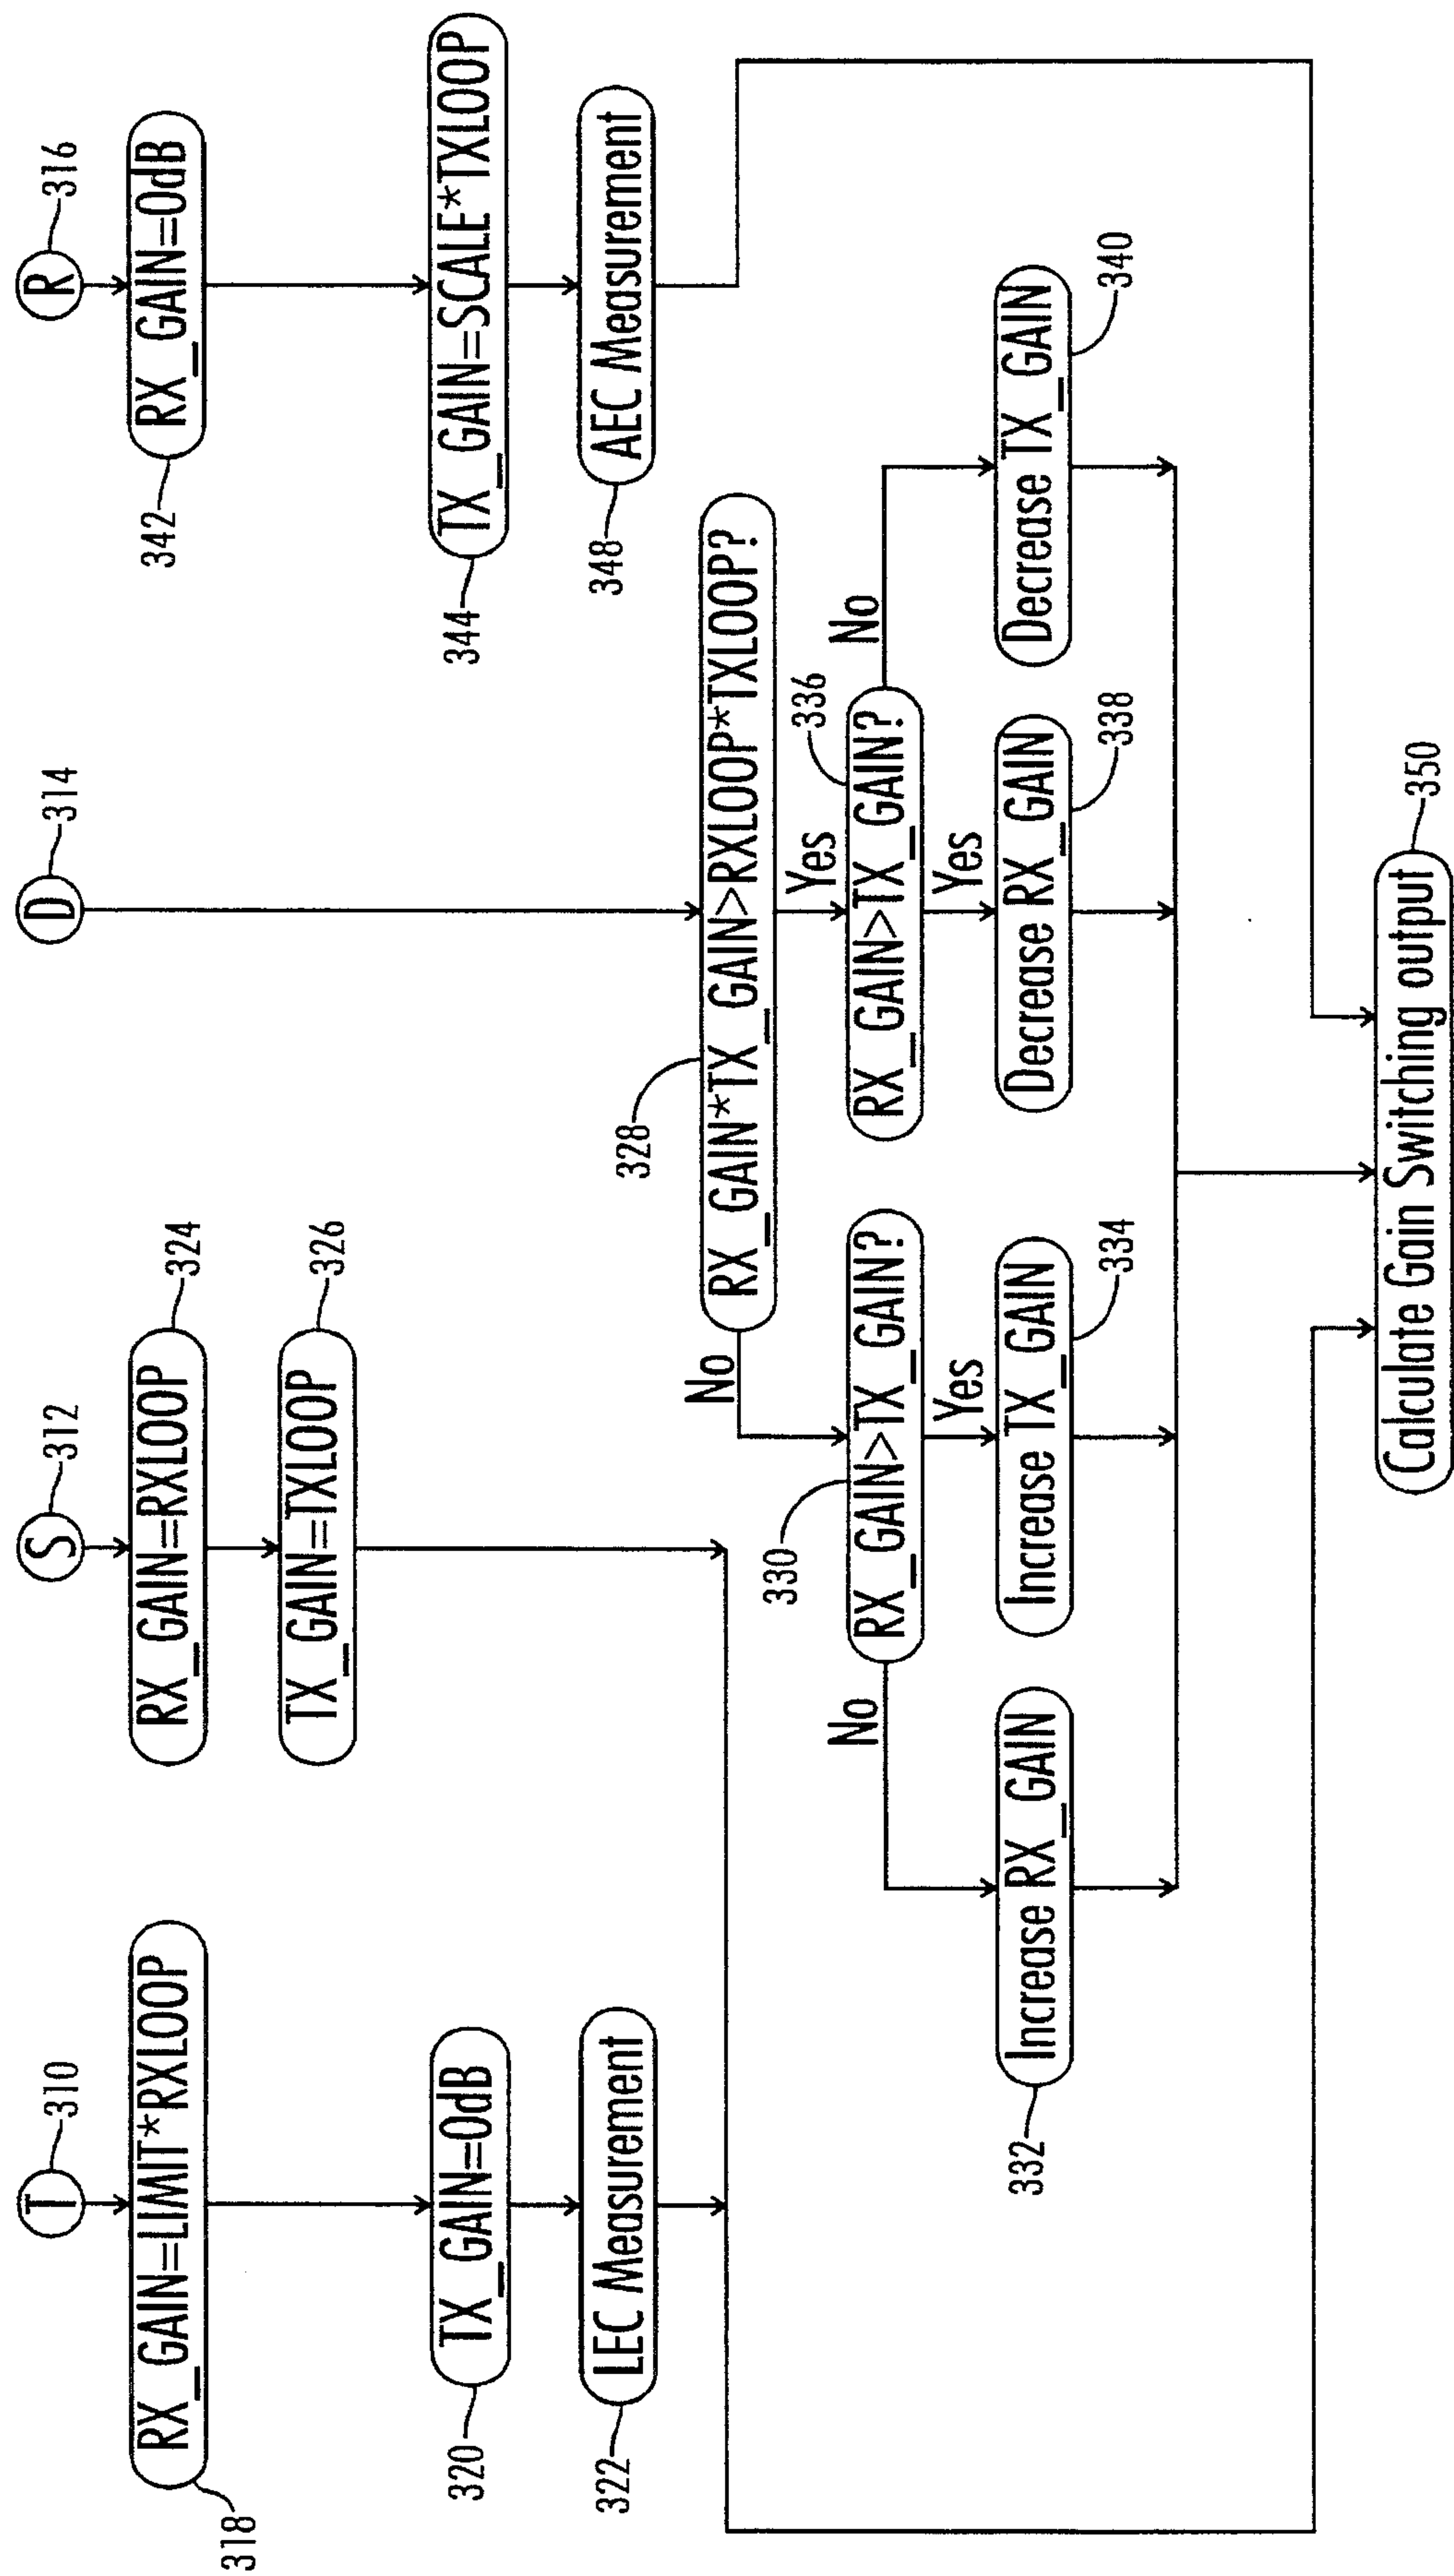 T
310
RX_GAIN=LIMIT*RXLOOP
318
TX_GAIN=0dB
320
LEC Measurement
322
S
312
RX_GAIN=RXLOOP
324
TX_GAIN=TXLOOP
326
D
314
RX_GAIN*TX_GAIN>RXLOOP*TXLOOP?
328
No
Yes
RX_GAIN>TX_GAIN?
330
RX_GAIN>TX_GAIN?
336
No
Yes
Yes
No
Increase RX_GAIN
332
Increase TX_GAIN
334
Decrease RX_GAIN
338
Decrease TX_GAIN
340
R
316
RX_GAIN=0dB
342
TX_GAIN=SCALE*TXLOOP
344
AEC Measurement
348
Calculate Gain Switching output
350